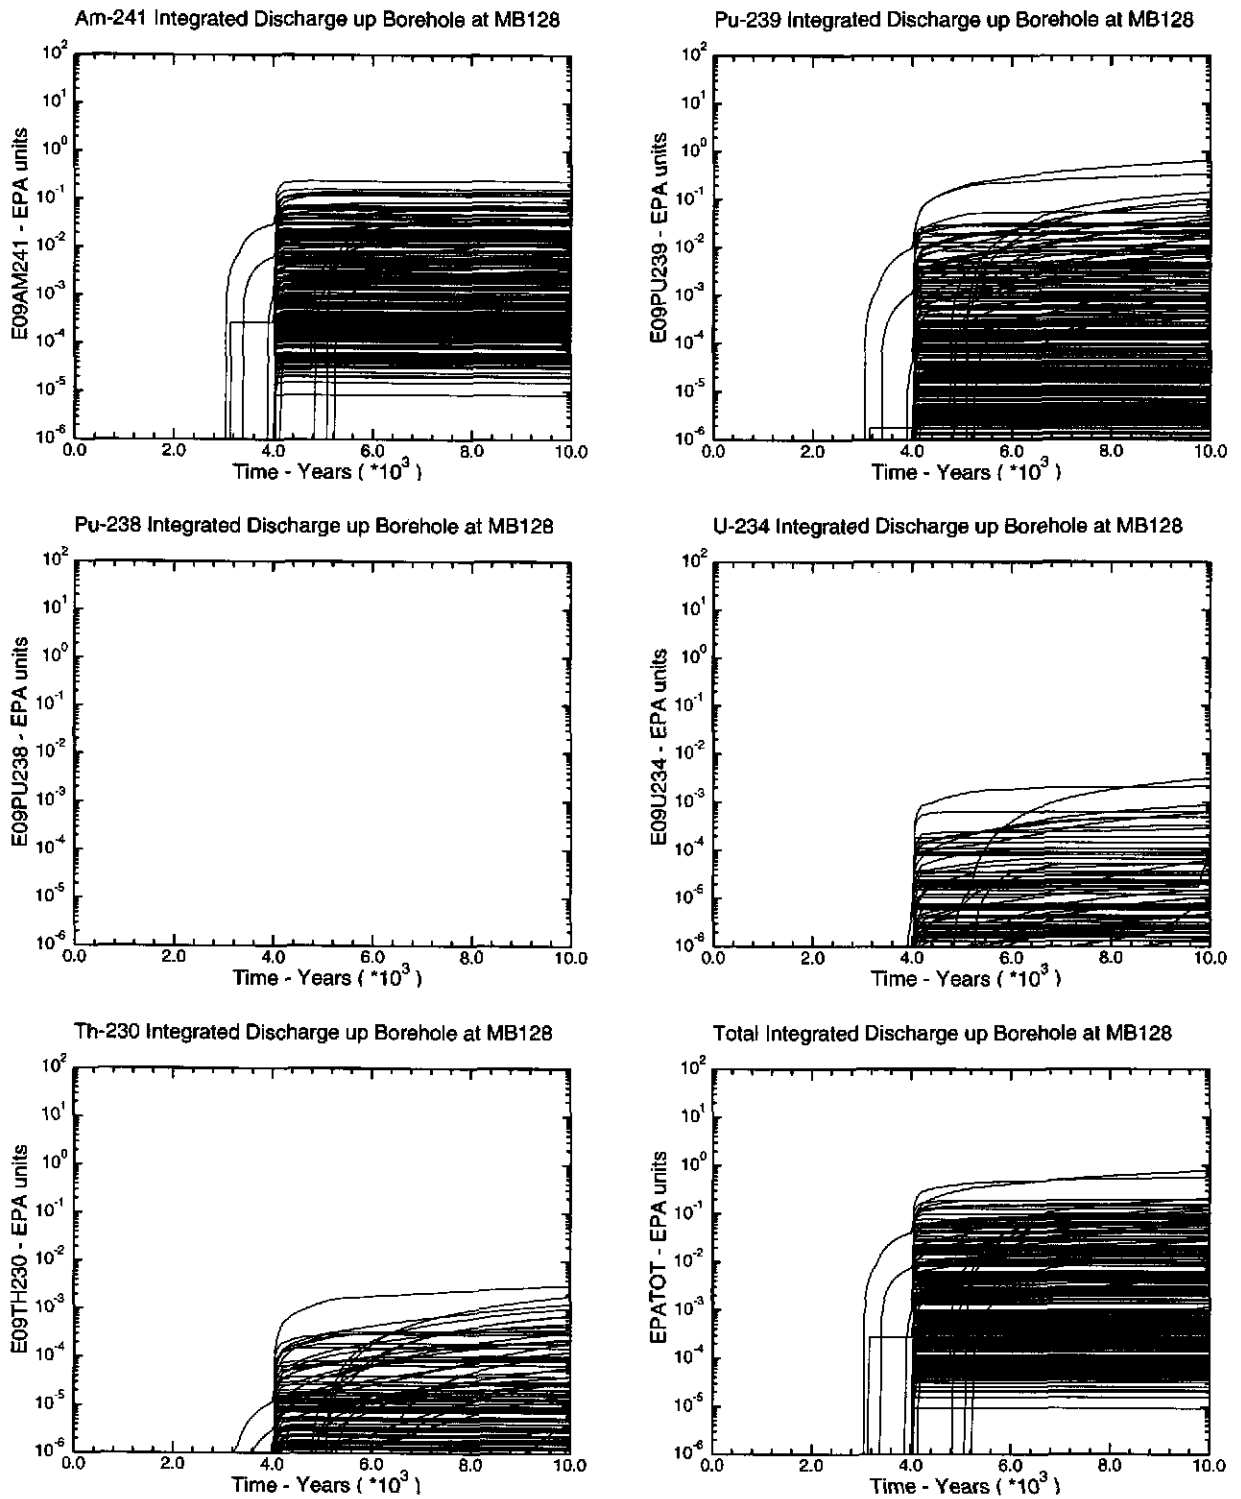 Am-241 Integrated Discharge up Borehole at MB128
E09AM241 - EPA units
10^2
10^1
10^0
10^-1
10^-2
10^-3
10^-4
10^-5
10^-6
0.0 2.0 4.0 6.0 8.0 10.0
Time - Years ( *10^3 )
Pu-239 Integrated Discharge up Borehole at MB128
E09PU239 - EPA units
10^2
10^1
10^0
10^-1
10^-2
10^-3
10^-4
10^-5
10^-6
0.0 2.0 4.0 6.0 8.0 10.0
Time - Years ( *10^3 )
Pu-238 Integrated Discharge up Borehole at MB128
E09PU238 - EPA units
10^2
10^1
10^0
10^-1
10^-2
10^-3
10^-4
10^-5
10^-6
0.0 2.0 4.0 6.0 8.0 10.0
Time - Years ( *10^3 )
U-234 Integrated Discharge up Borehole at MB128
E09U234 - EPA units
10^2
10^1
10^0
10^-1
10^-2
10^-3
10^-4
10^-5
10^-6
0.0 2.0 4.0 6.0 8.0 10.0
Time - Years ( *10^3 )
Th-230 Integrated Discharge up Borehole at MB128
E09TH230 - EPA units
10^2
10^1
10^0
10^-1
10^-2
10^-3
10^-4
10^-5
10^-6
0.0 2.0 4.0 6.0 8.0 10.0
Time - Years ( *10^3 )
Total Integrated Discharge up Borehole at MB128
EPATOT - EPA units
10^2
10^1
10^0
10^-1
10^-2
10^-3
10^-4
10^-5
10^-6
0.0 2.0 4.0 6.0 8.0 10.0
Time - Years ( *10^3 )